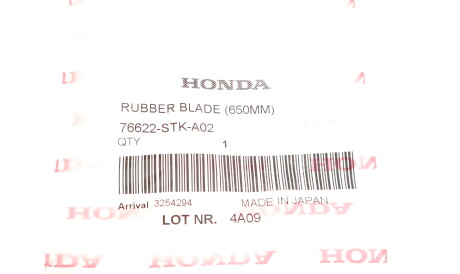 HONDA
RUBBER BLADE (650MM)
76622-STK-A02
QTY 1
Arrival 3254294 MADE IN JAPAN
LOT NR. 4A09